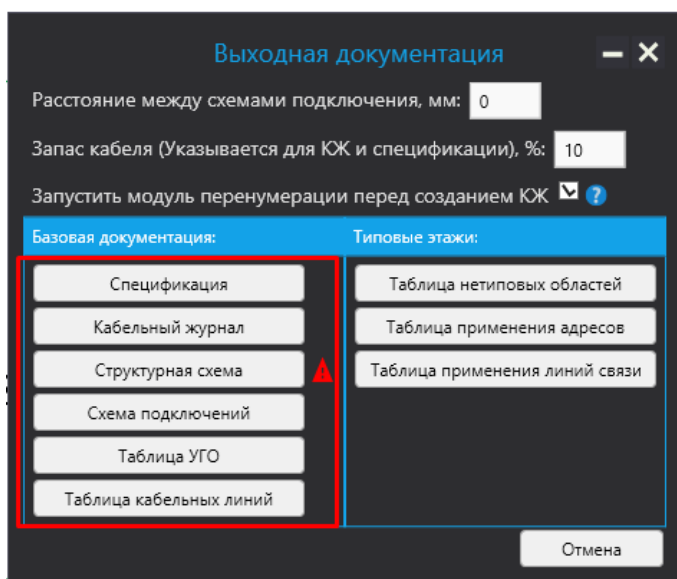 Выходная документация
Расстояние между схемами подключения, мм: 0
Запас кабеля (Указывается для КЖ и спецификации), %: 10
Запустить модуль перенумерации перед созданием КЖ ?
Базовая документация:
Спецификация
Кабельный журнал
Структурная схема
Схема подключений
Таблица УГО
Таблица кабельных линий
Типовые этажи:
Таблица нетиповых областей
Таблица применения адресов
Таблица применения линий связи
Отмена